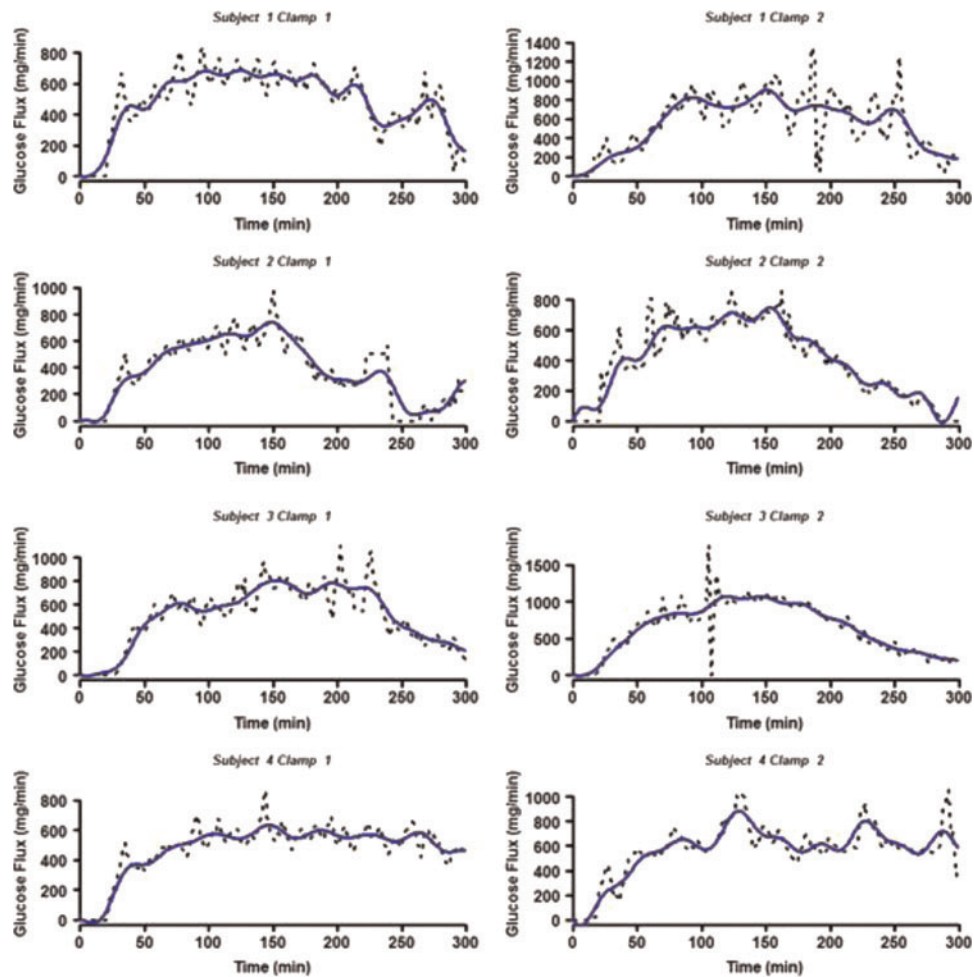 Subject 1 Clamp 1
Glucose Flux (mg/min)
800
600
400
200
0
0 50 100 150 200 250 300
Time (min)
Subject 1 Clamp 2
Glucose Flux (mg/min)
1400
1200
1000
800
600
400
200
0
0 50 100 150 200 250 300
Time (min)
Subject 2 Clamp 1
Glucose Flux (mg/min)
1000
800
600
400
200
0
0 50 100 150 200 250 300
Time (min)
Subject 2 Clamp 2
Glucose Flux (mg/min)
800
600
400
200
0
0 50 100 150 200 250 300
Time (min)
Subject 3 Clamp 1
Glucose Flux (mg/min)
1000
800
600
400
200
0
0 50 100 150 200 250 300
Time (min)
Subject 3 Clamp 2
Glucose Flux (mg/min)
1500
1000
500
0
0 50 100 150 200 250 300
Time (min)
Subject 4 Clamp 1
Glucose Flux (mg/min)
800
600
400
200
0
0 50 100 150 200 250 300
Time (min)
Subject 4 Clamp 2
Glucose Flux (mg/min)
1000
800
600
400
200
0
0 50 100 150 200 250 300
Time (min)